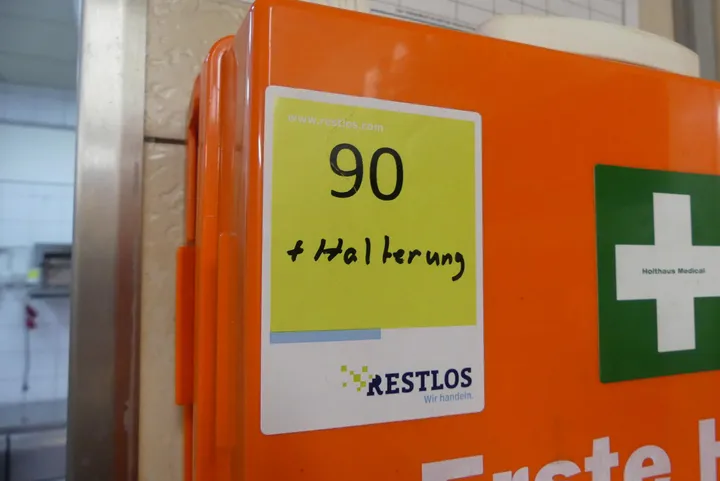 www.restlos.com
90
+ Halterung
RESTLOS
Wir handeln.
Holthaus Medical
Erste